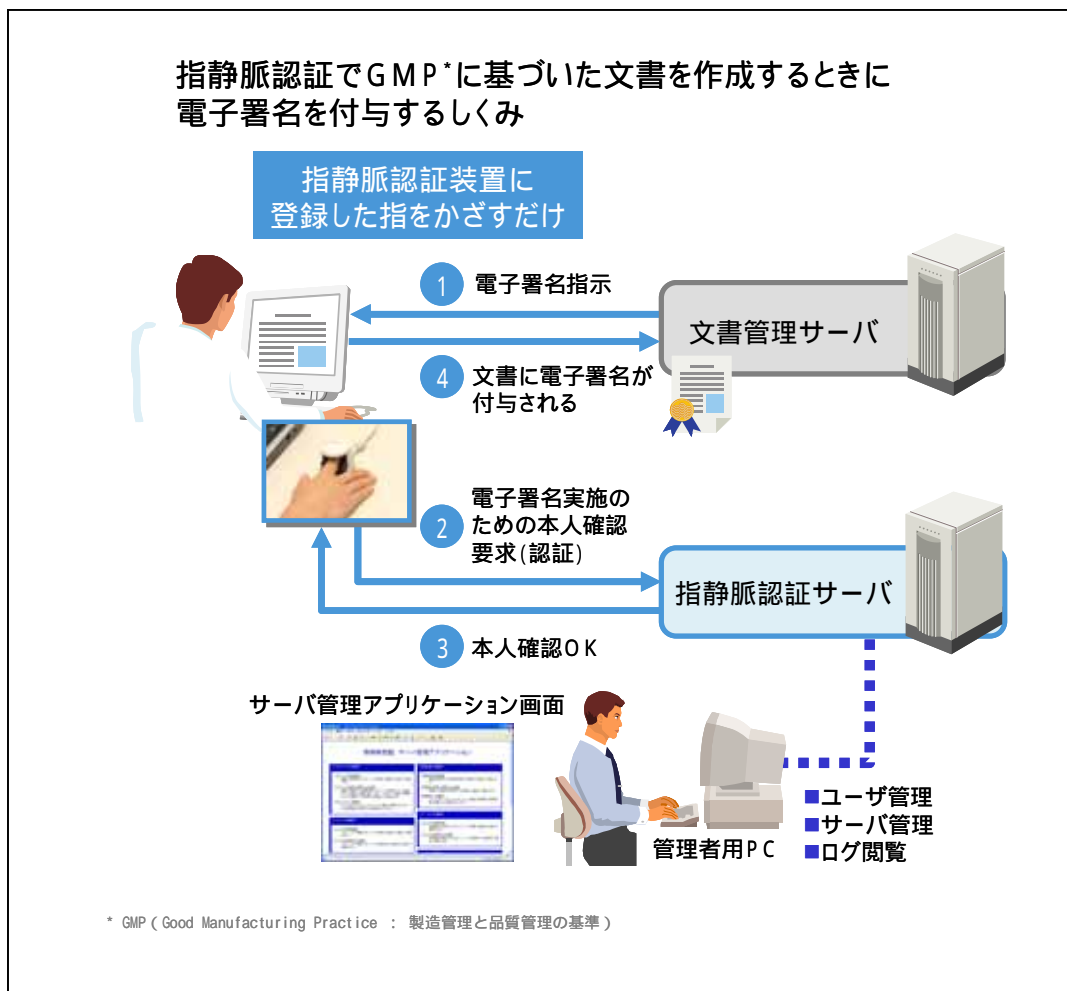 指静脈認証でGMP*に基づいた文書を作成するときに
電子署名を付与するしくみ
指静脈認証装置に
登録した指をかざすだけ
1 電子署名指示
文書管理サーバ
4 文書に電子署名が
付与される
2 電子署名実施の
ための本人確認
要求(認証)
指静脈認証サーバ
3 本人確認OK
サーバ管理アプリケーション画面
管理者用PC
■ユーザ管理
■サーバ管理
■ログ閲覧
* GMP(Good Manufacturing Practice : 製造管理と品質管理の基準)